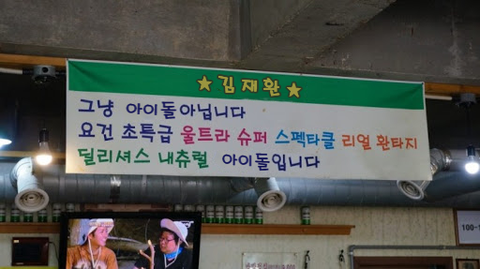 ★김재환★
그냥 아이돌아닙니다
요건 초특급 울트라 슈퍼 스펙타클 리얼 환타지
딜리셔스 내츄럴 아이돌입니다